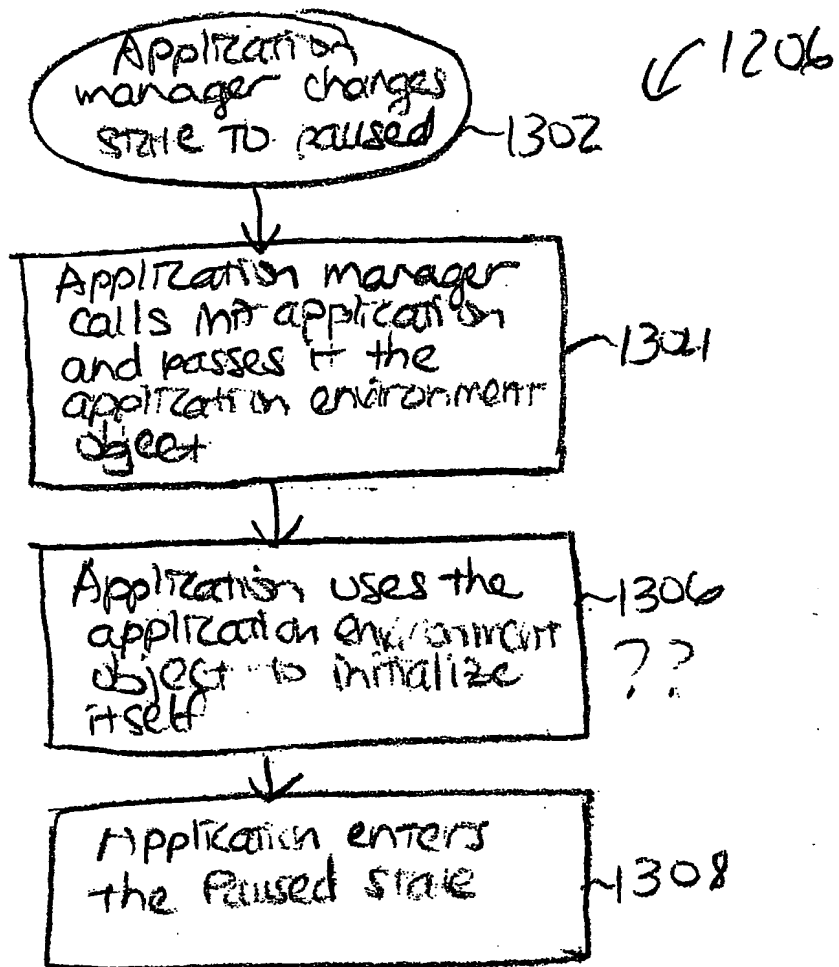 Application
manager changes
state to paused
1206
1302
Application manager
calls application
and passes it the
application environment
object
1304
Application uses the
application environment
object to initialize
itself
1306
??
Application enters
the Paused state
1308